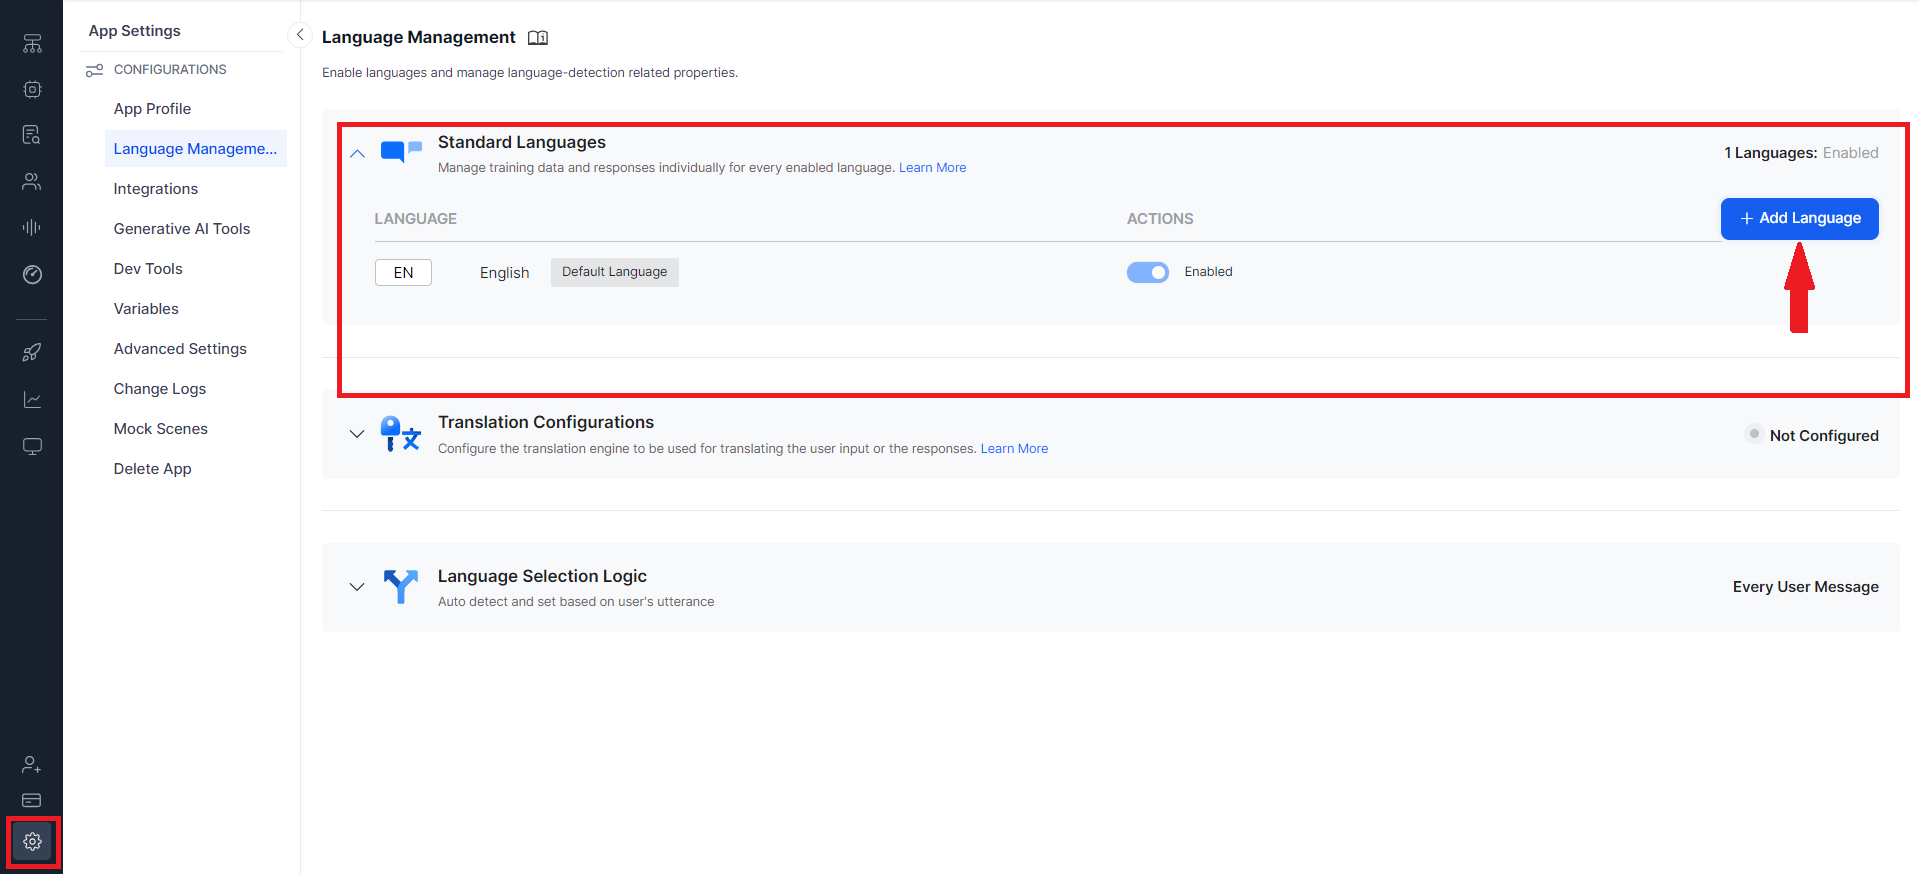 App Settings
CONFIGURATIONS
App Profile
Language Manageme...
Integrations
Generative AI Tools
Dev Tools
Variables
Advanced Settings
Change Logs
Mock Scenes
Delete App
Language Management
Enable languages and manage language-detection related properties.
Standard Languages
Manage training data and responses individually for every enabled language. Learn More
1 Languages: Enabled
LANGUAGE ACTIONS + Add Language
EN English Default Language Enabled
Translation Configurations
Configure the translation engine to be used for translating the user input or the responses. Learn More
Not Configured
Language Selection Logic
Auto detect and set based on user's utterance
Every User Message